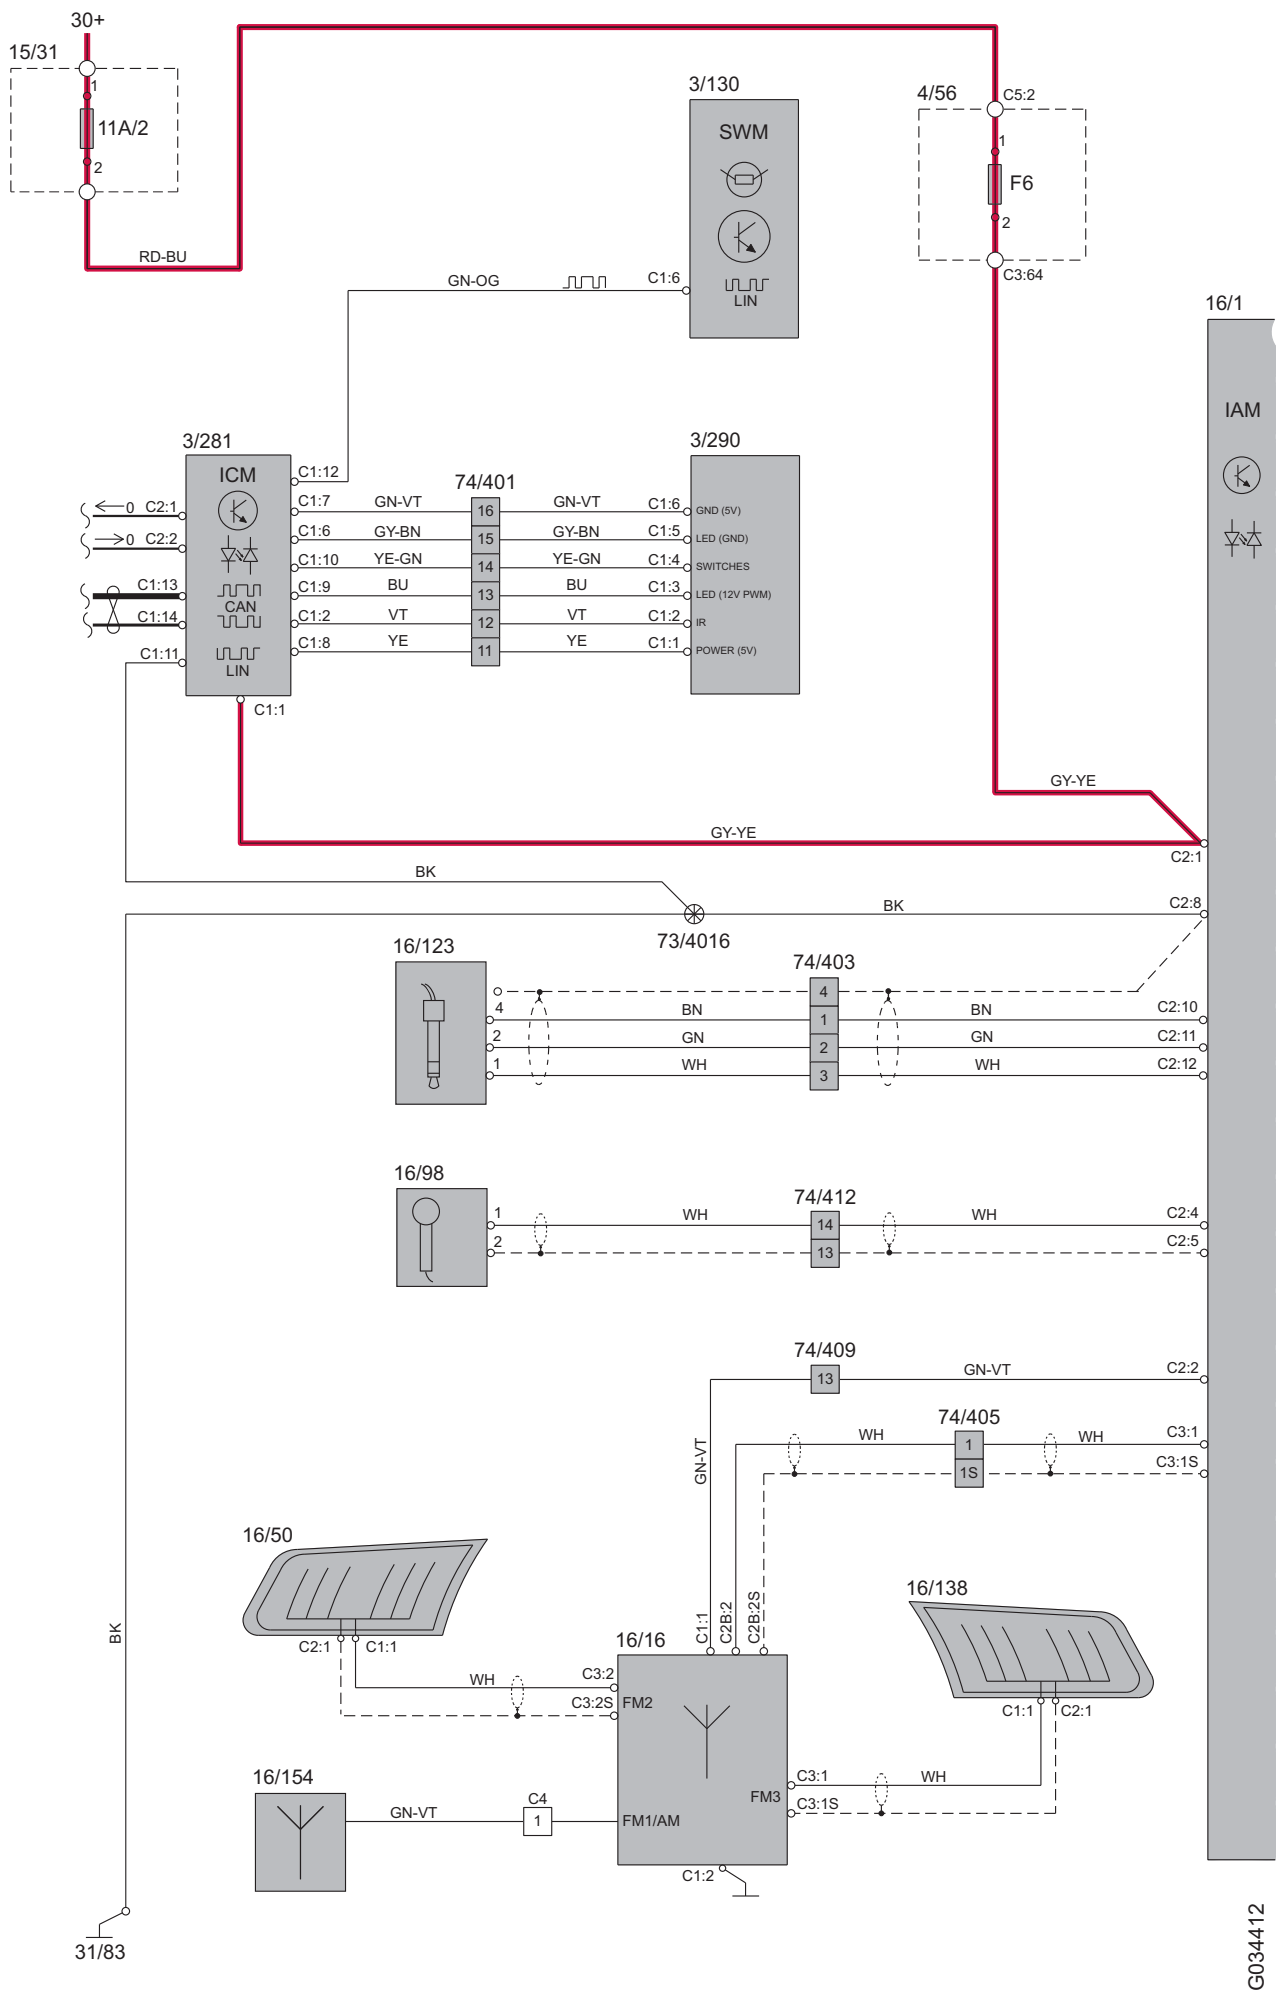 30+
15/31
1
11A/2
2
RD-BU
3/130
SWM
LIN
GN-OG
C1:6
4/56
C5:2
1
F6
2
C3:64
16/1
IAM
3/281
ICM
CAN
LIN
0 C2:1
0 C2:2
C1:13
C1:14
C1:11
C1:12
74/401
3/290
C1:7 GN-VT 16 GN-VT C1:6 GND (5V)
C1:6 GY-BN 15 GY-BN C1:5 LED (GND)
C1:10 YE-GN 14 YE-GN C1:4 SWITCHES
C1:9 BU 13 BU C1:3 LED (12V PWM)
C1:2 VT 12 VT C1:2 IR
C1:8 YE 11 YE C1:1 POWER (5V)
C1:1
GY-YE
GY-YE
C2:1
BK
BK
C2:8
73/4016
16/123
74/403
4
4 BN 1 BN C2:10
2 GN 2 GN C2:11
1 WH 3 WH C2:12
16/98
74/412
1 WH 14 WH C2:4
2 13 C2:5
74/409
13 GN-VT C2:2
74/405
WH 1 WH C3:1
1S C3:1S
GN-VT
16/50
C2:1 C1:1
BK
C1:1
C2B:2
C2B:2S
16/138
C1:1 C2:1
16/16
WH C3:2
C3:2S FM2
16/154
GN-VT
C4
1
FM1/AM
FM3
C3:1 WH
C3:1S
C1:2
31/83
G034412